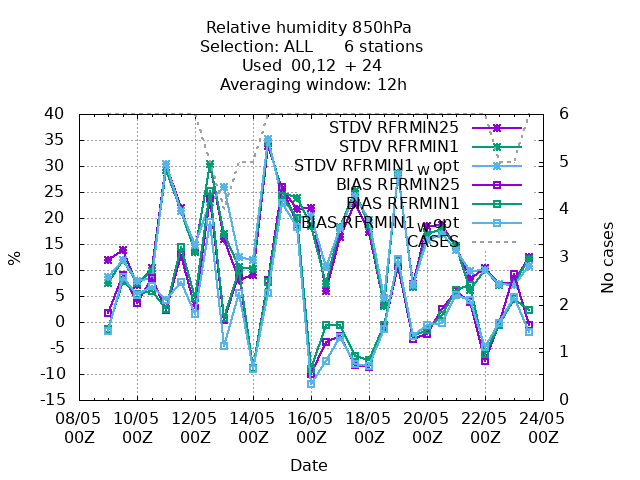 Relative humidity 850hPa
Selection: ALL 6 stations
Used 00,12 + 24
Averaging window: 12h
40
35
30
25
20
15
10
5
0
-5
-10
-15
%
6
5
4
3
2
1
0
No cases
STDV RFRMIN25
STDV RFRMIN1
STDV RFRMIN1_W opt
BIAS RFRMIN25
BIAS RFRMIN1
BIAS RFRMIN1_W opt
CASES
08/05 10/05 12/05 14/05 16/05 18/05 20/05 22/05 24/05
00Z 00Z 00Z 00Z 00Z 00Z 00Z 00Z 00Z
Date